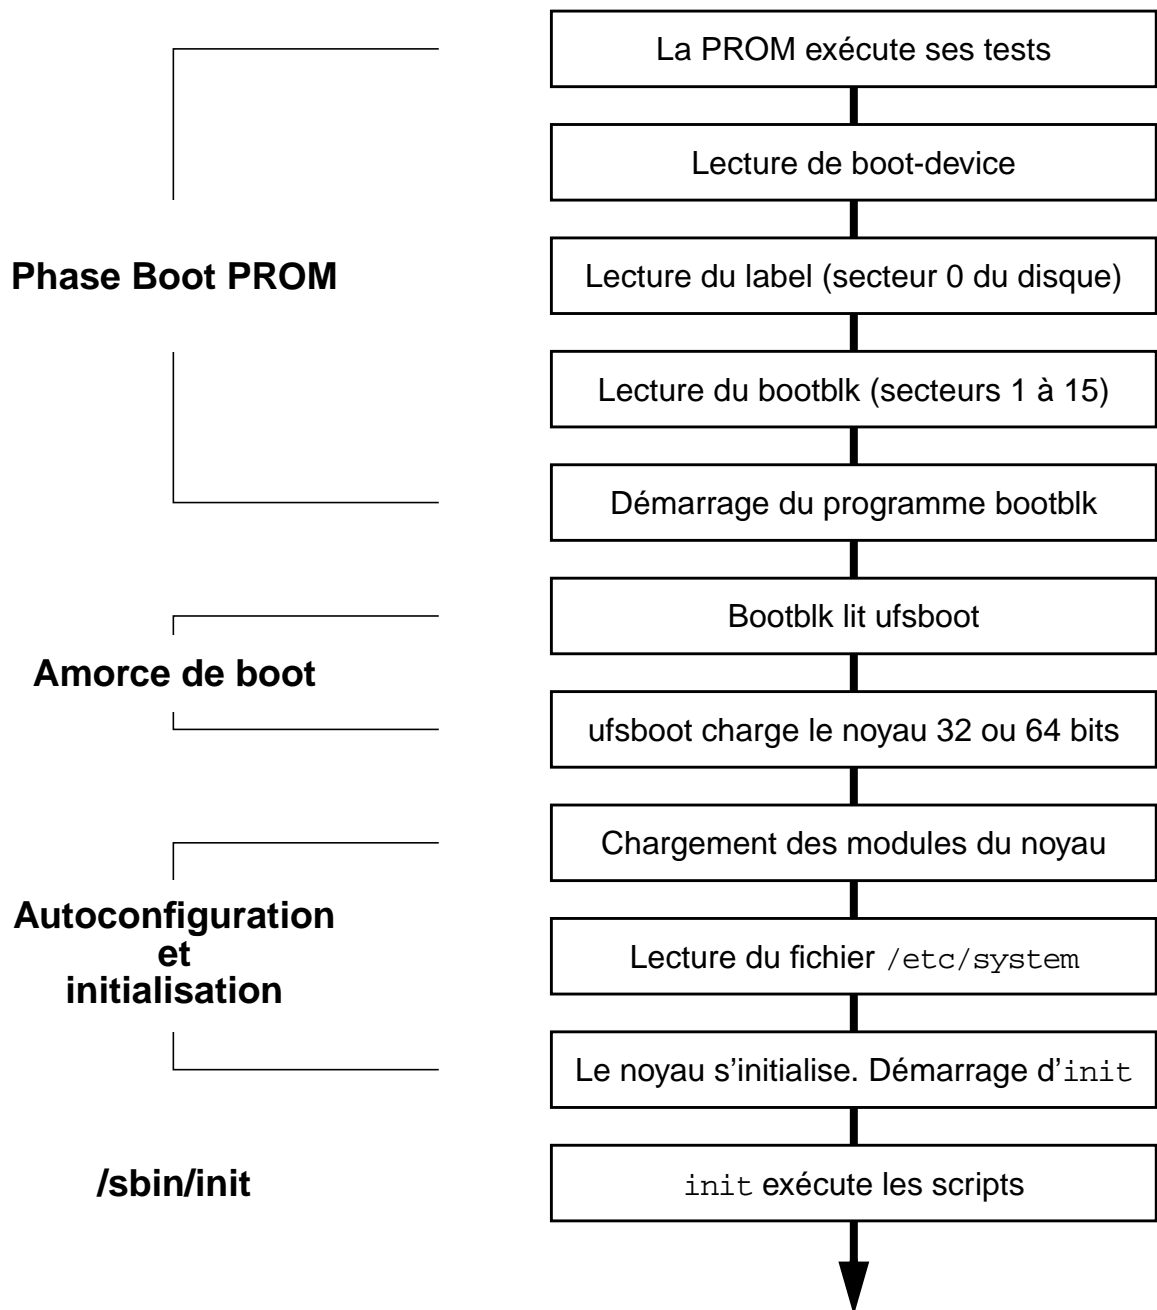 La PROM exécute ses tests
Lecture de boot-device
Phase Boot PROM
Lecture du label (secteur 0 du disque)
Lecture du bootblk (secteurs 1 à 15)
Démarrage du programme bootblk
Bootblk lit ufsboot
Amorce de boot
ufsboot charge le noyau 32 ou 64 bits
Chargement des modules du noyau
Autoconfiguration
et
initialisation
Lecture du fichier /etc/system
Le noyau s’initialise. Démarrage d’init
/sbin/init
init exécute les scripts